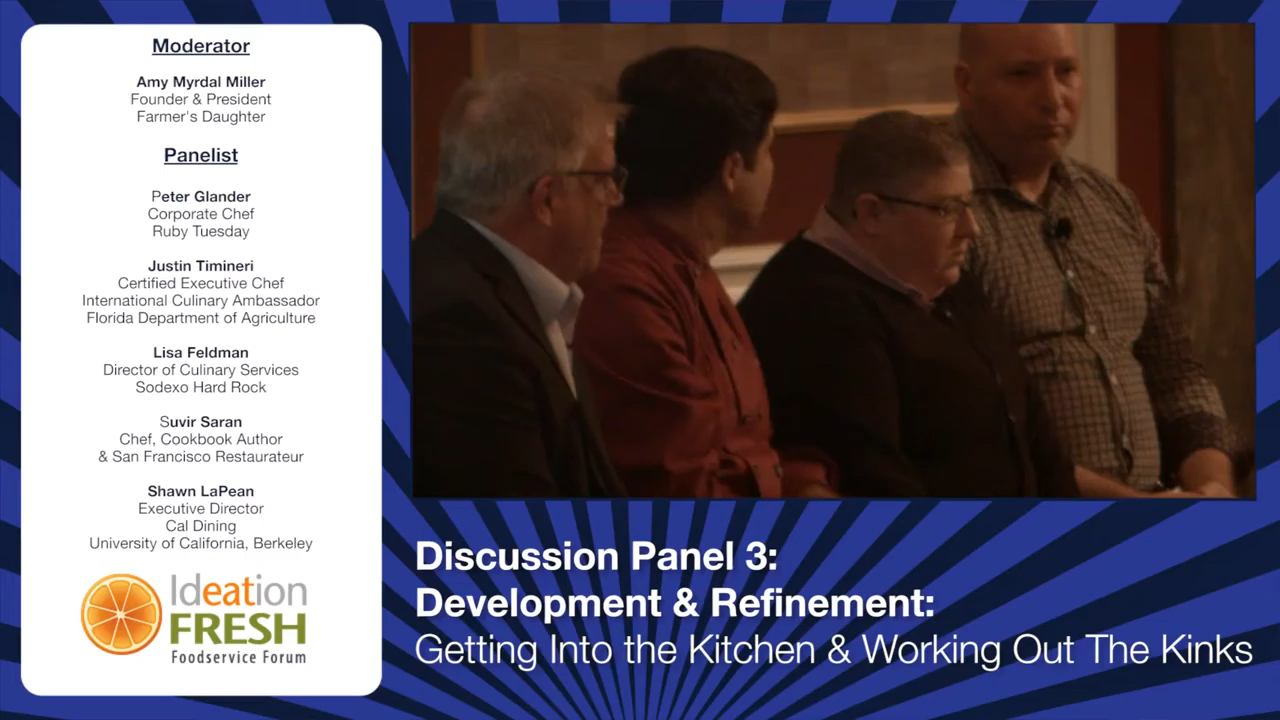 Moderator
Amy Myrdal Miller
Founder & President
Farmer's Daughter
Panelist
Peter Glander
Corporate Chef
Ruby Tuesday
Justin Timineri
Certified Executive Chef
International Culinary Ambassador
Florida Department of Agriculture
Lisa Feldman
Director of Culinary Services
Sodexo Hard Rock
Suvir Saran
Chef, Cookbook Author
& San Francisco Restaurateur
Shawn LaPean
Executive Director
Cal Dining
University of California, Berkeley
Ideation
FRESH
Foodservice Forum
Discussion Panel 3:
Development & Refinement:
Getting Into the Kitchen & Working Out The Kinks